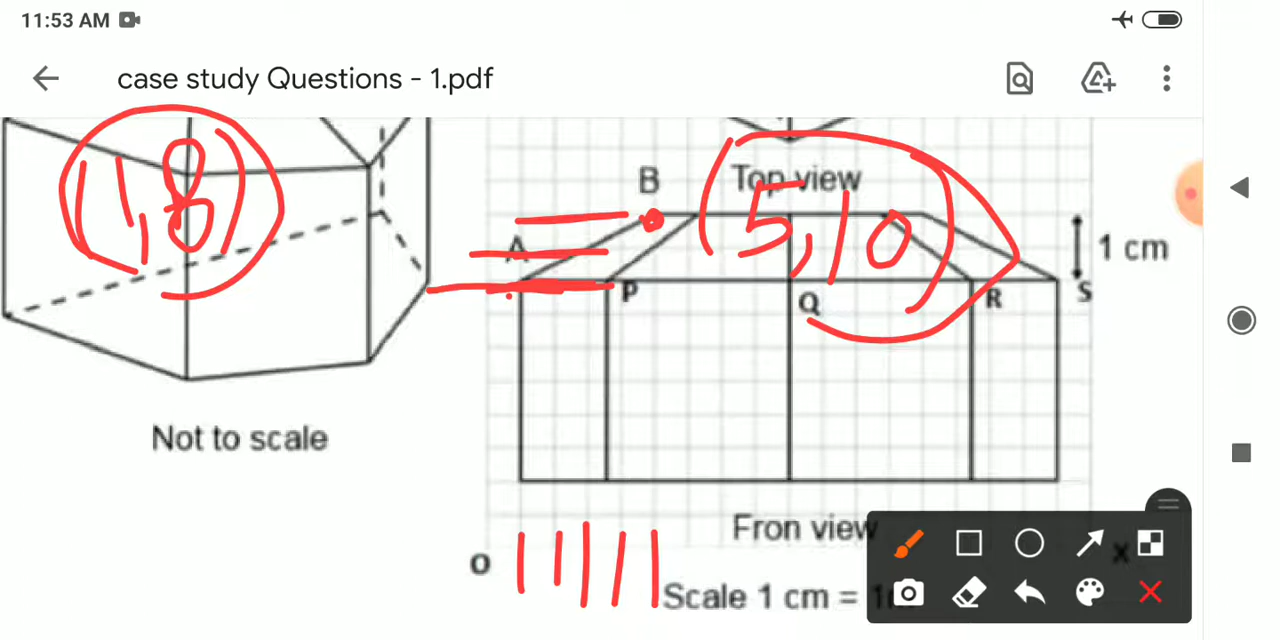 11:53 AM
case study Questions - 1.pdf
(1,8)
B
Top view
(5,10)
A
1 cm
P
Q
R
S
Not to scale
Fron view
x
O
Scale 1 cm = 1